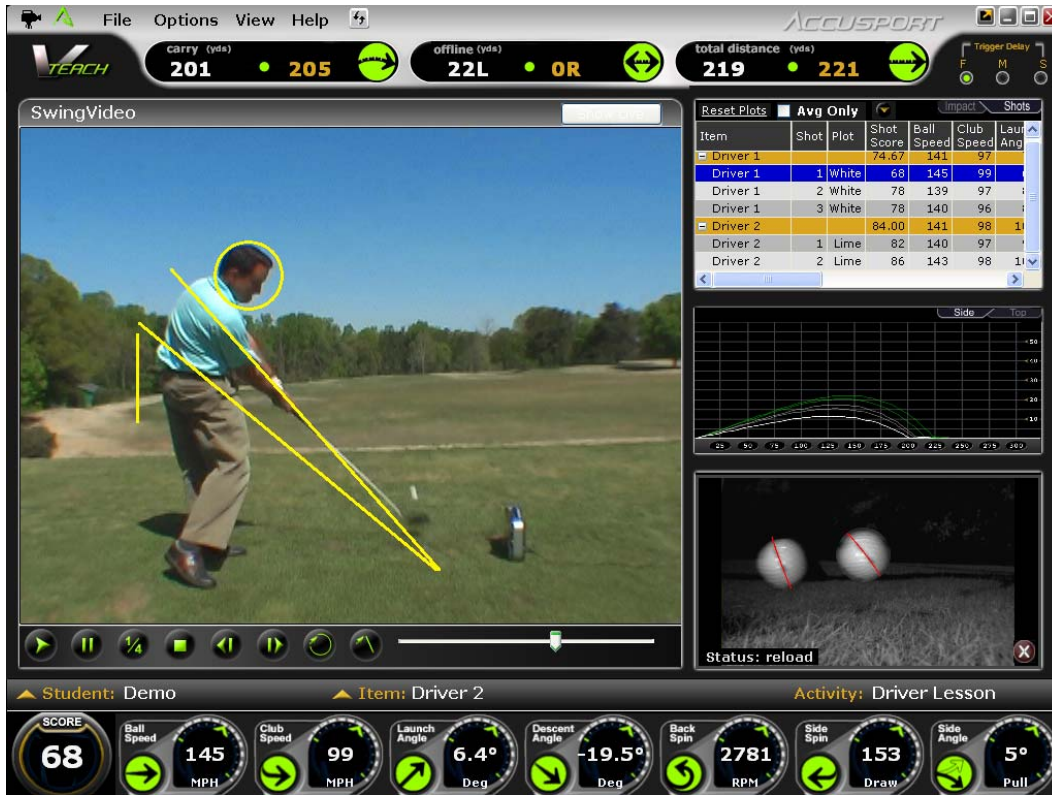 File Options View Help
ACCUSPORT
V TEACH
carry (yds)
201 • 205
offline (yds)
22L • 0R
total distance (yds)
219 • 221
Trigger Delay
F M S
SwingVideo
Reset Plots Avg Only
Impact Shots
Item Shot Plot Shot Score Ball Speed Club Speed
Driver 1 74.67 141 97
Driver 1 1 White 68 145 99
Driver 1 2 White 78 139 97
Driver 1 3 White 78 140 96
Driver 2 84.00 141 98
Driver 2 1 Lime 82 140 97
Driver 2 2 Lime 86 143 98
Side Top
50
40
30
20
10
25 50 75 100 125 150 175 200 225 250 275 300
1/4
Status: reload
Student: Demo
Item: Driver 2
Activity: Driver Lesson
SCORE
68
Ball Speed
145
MPH
Club Speed
99
MPH
Launch Angle
6.4°
Deg
Descent Angle
-19.5°
Deg
Back Spin
2781
RPM
Side Spin
153
Draw
Side Angle
5°
Pull